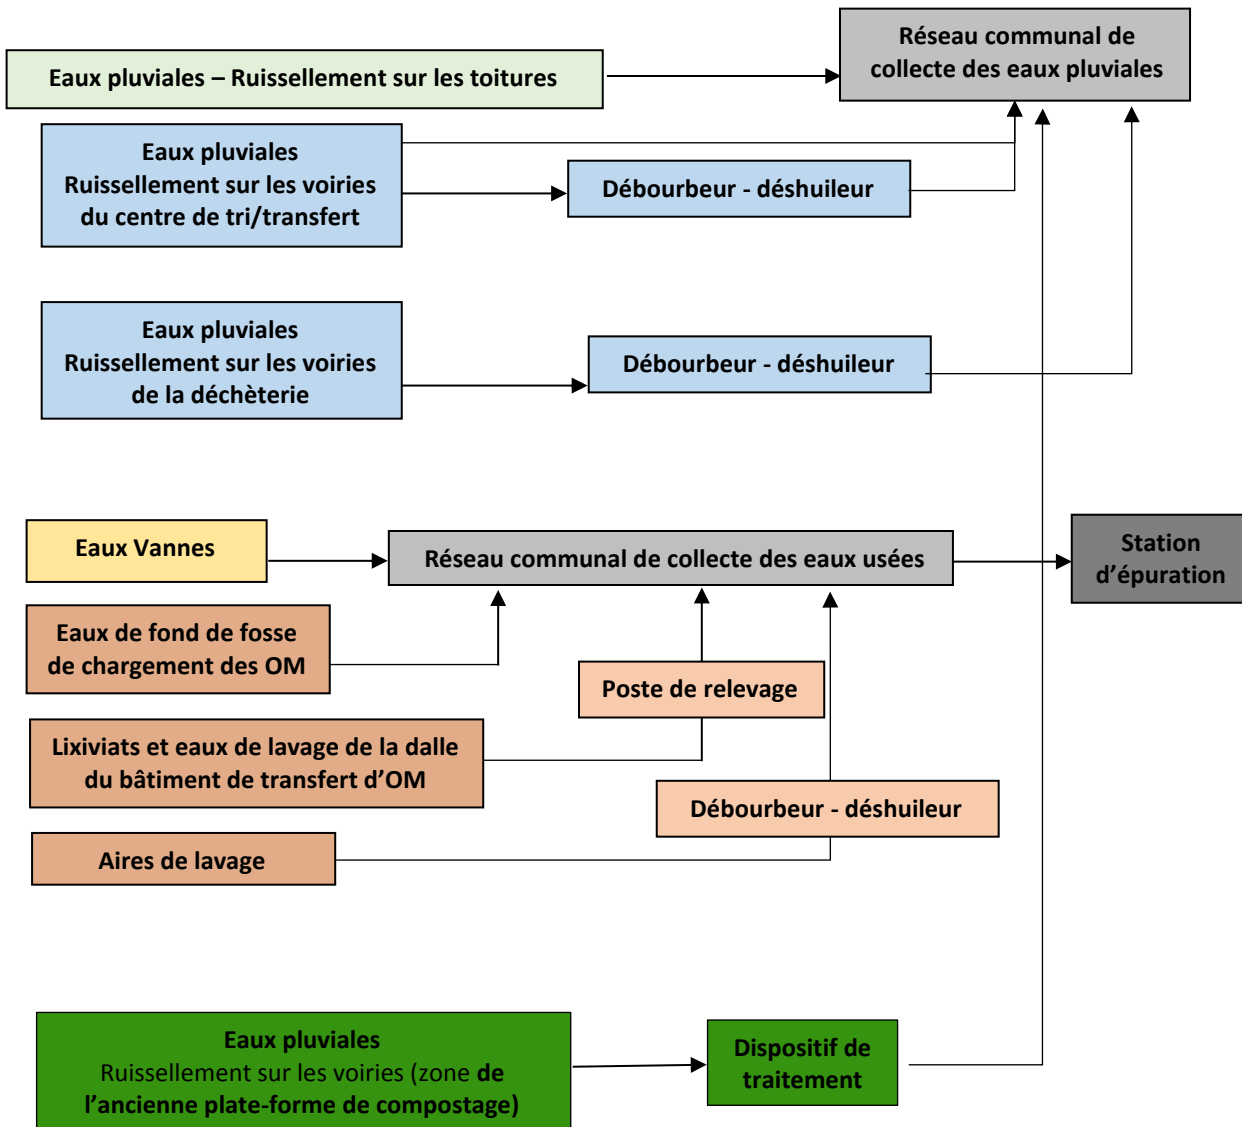 Réseau communal de
collecte des eaux pluviales
Eaux pluviales – Ruissellement sur les toitures
Eaux pluviales
Ruissellement sur les voiries
du centre de tri/transfert
Débourbeur - déshuileur
Eaux pluviales
Ruissellement sur les voiries
de la déchèterie
Débourbeur - déshuileur
Eaux Vannes
Réseau communal de collecte des eaux usées
Station
d’épuration
Eaux de fond de fosse
de chargement des OM
Poste de relevage
Lixiviats et eaux de lavage de la dalle
du bâtiment de transfert d’OM
Débourbeur - déshuileur
Aires de lavage
Eaux pluviales
Ruissellement sur les voiries (zone de
l’ancienne plate-forme de compostage)
Dispositif de
traitement